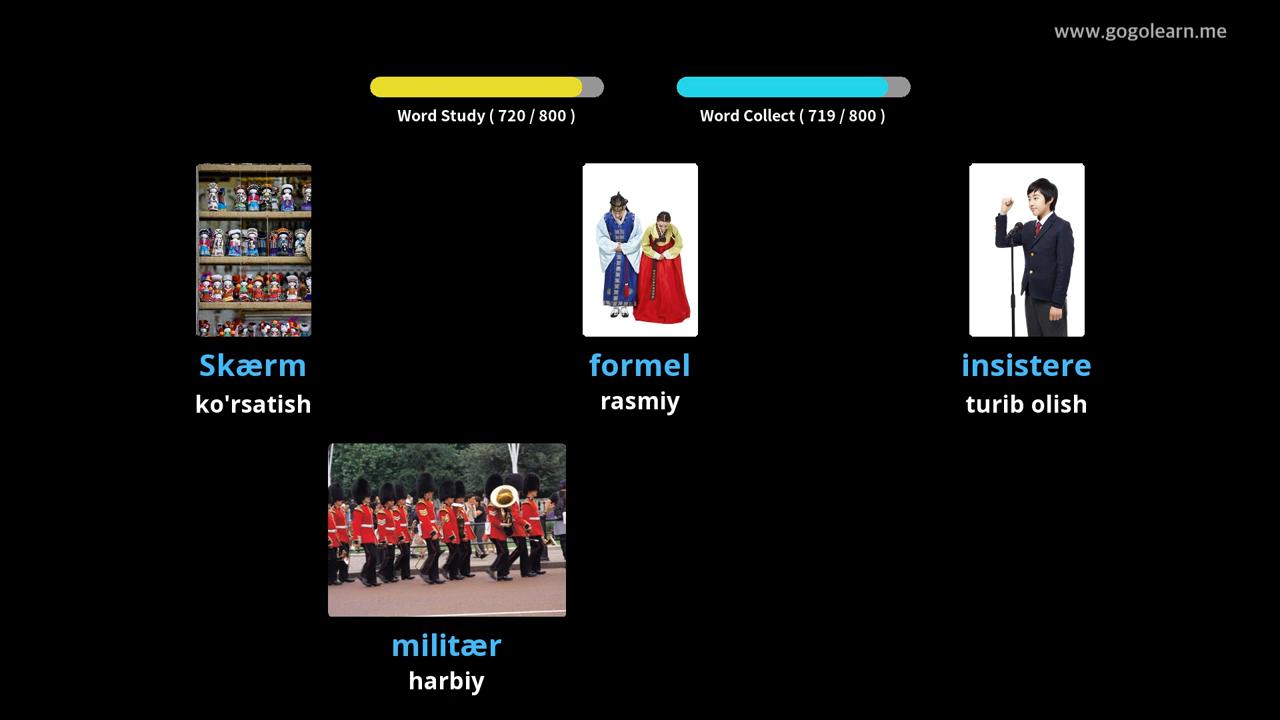 www.gogolearn.me
Word Study ( 720 / 800 )
Word Collect ( 719 / 800 )
Skærm
ko'rsatish
formel
rasmiy
insistere
turib olish
militær
harbiy